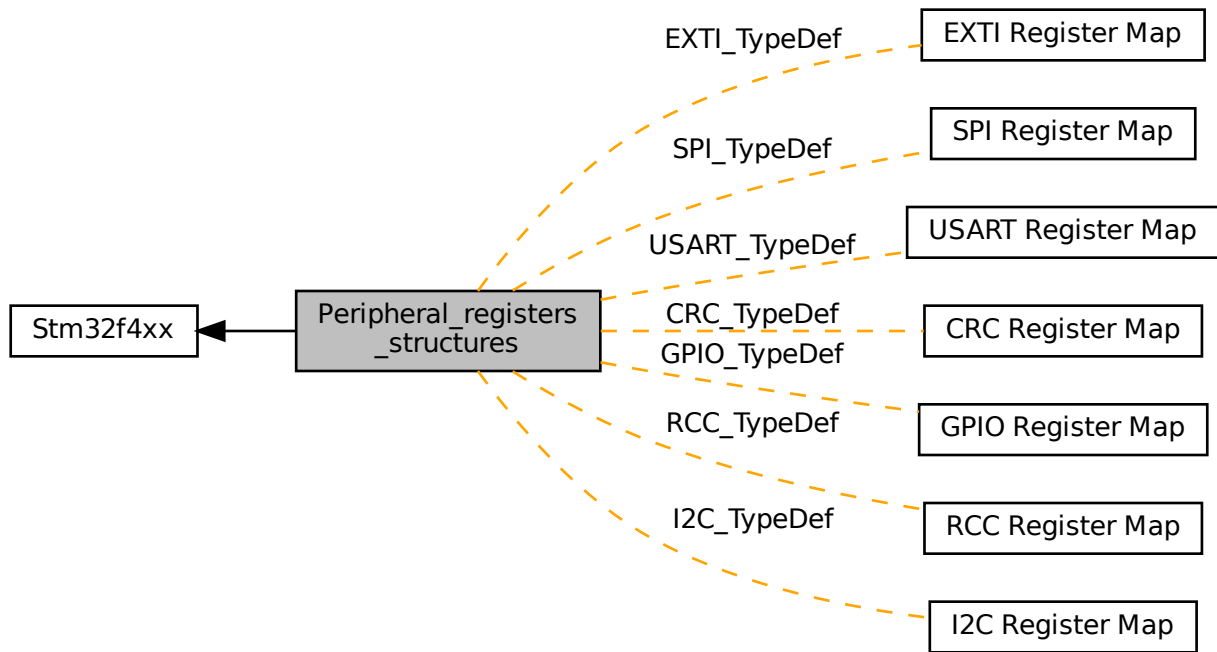 EXTI_TypeDef
EXTI Register Map
SPI_TypeDef
SPI Register Map
USART_TypeDef
USART Register Map
Stm32f4xx
Peripheral_registers
_structures
CRC_TypeDef
CRC Register Map
GPIO_TypeDef
GPIO Register Map
RCC_TypeDef
RCC Register Map
I2C_TypeDef
I2C Register Map